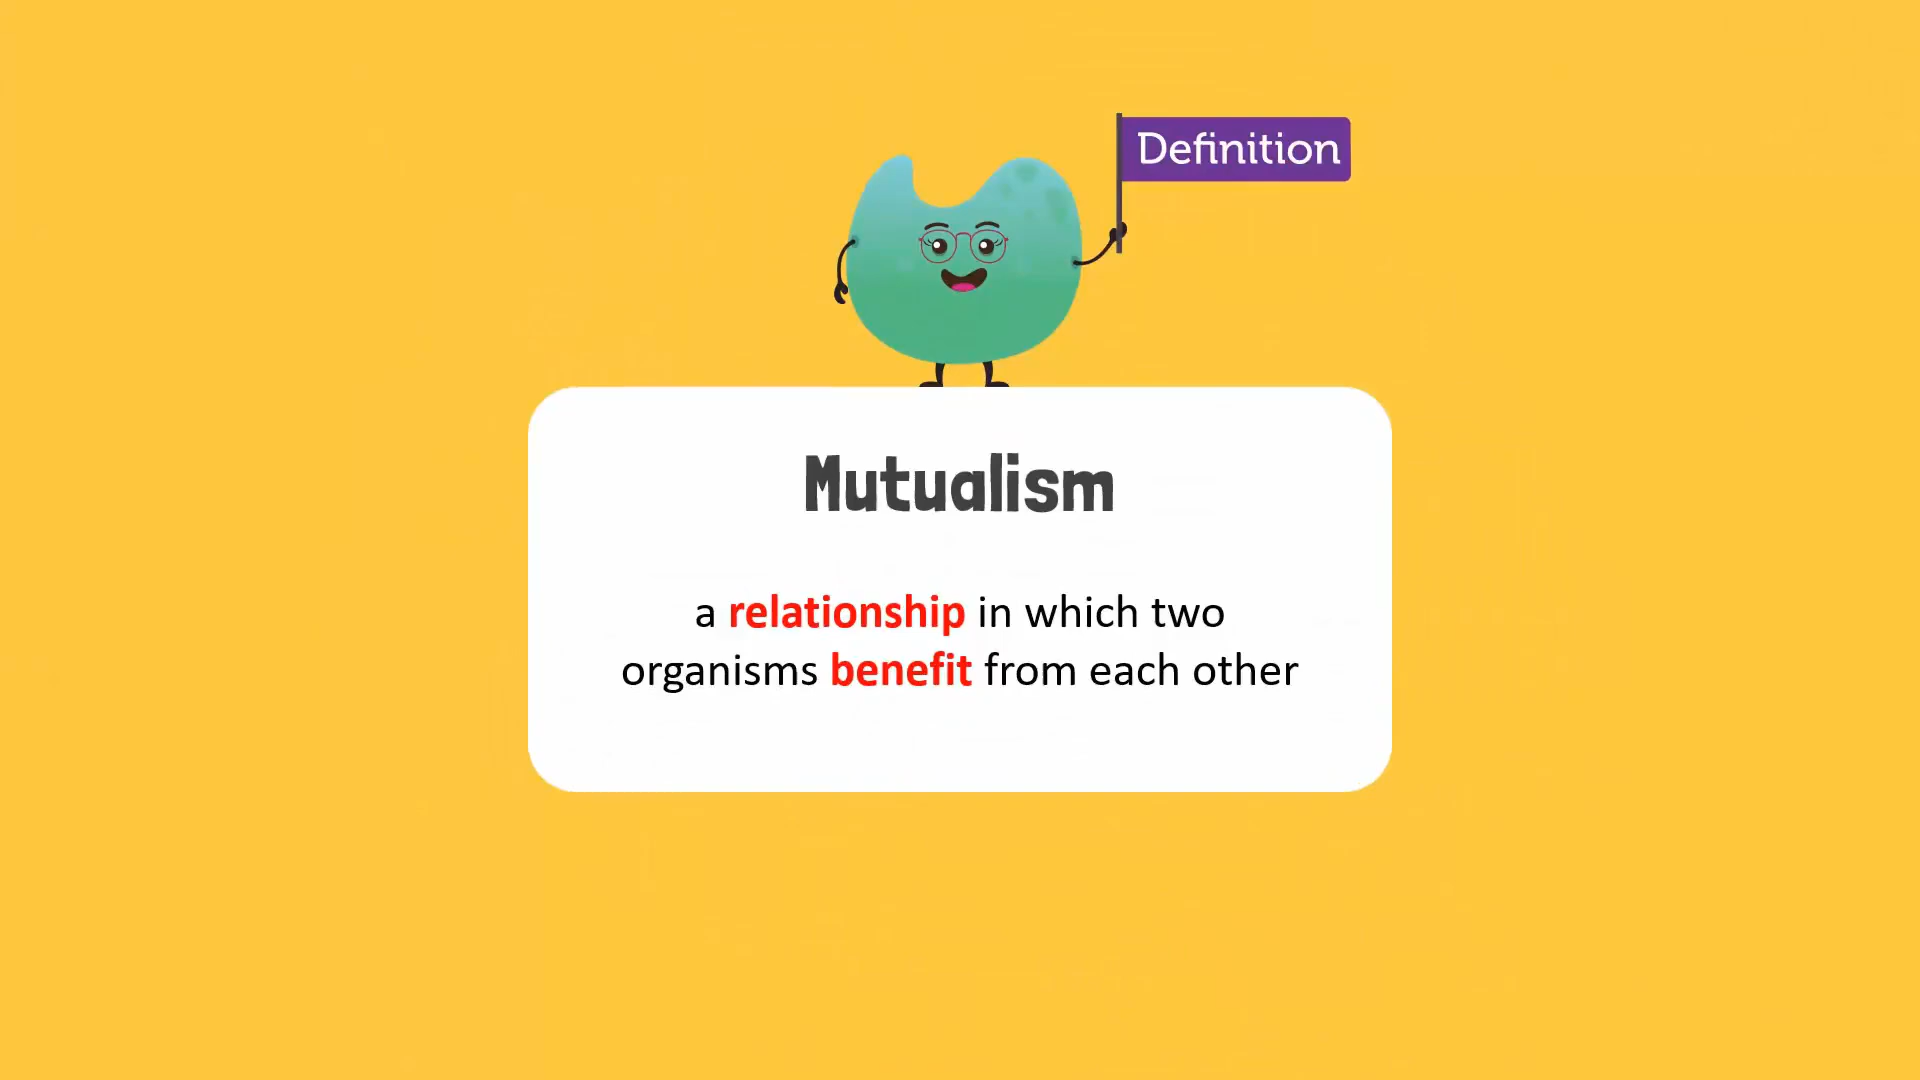 Definition
Mutualism
a relationship in which two
organisms benefit from each other